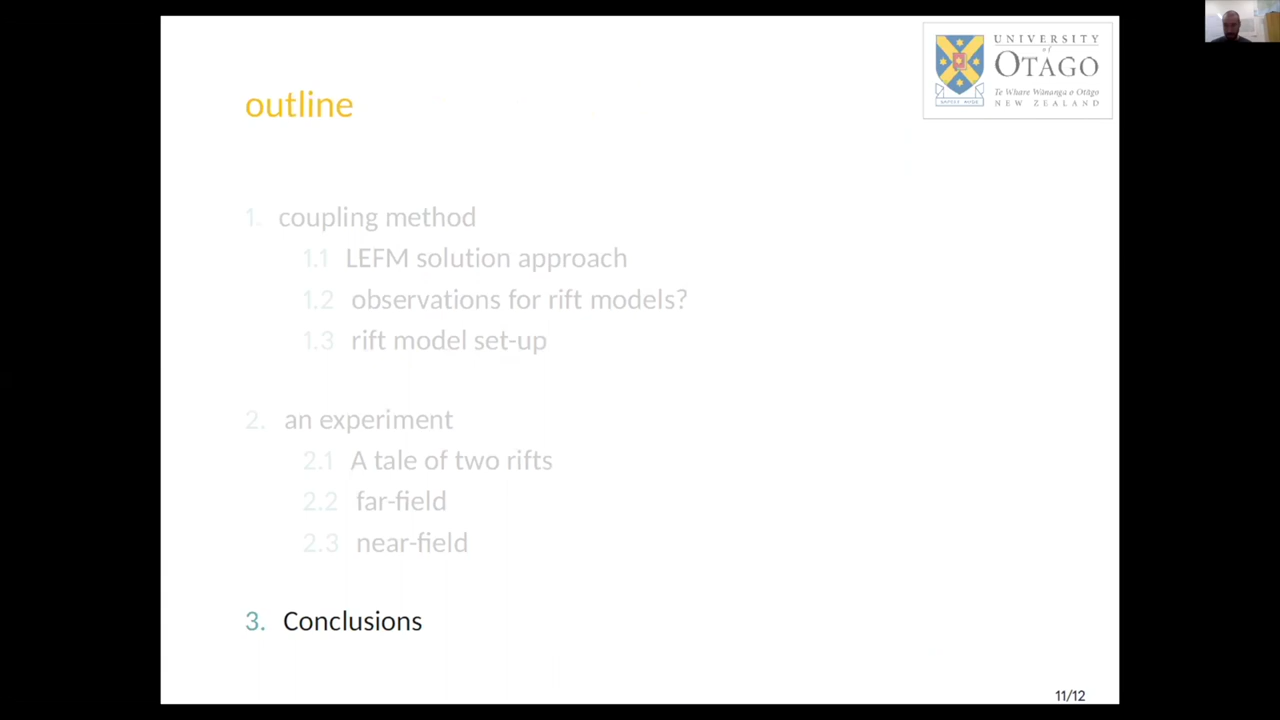 UNIVERSITY
of
OTAGO
Te Whare Wānanga o Otāgo
NEW ZEALAND
SAPERE AUDE
outline
1. coupling method
1.1 LEFM solution approach
1.2 observations for rift models?
1.3 rift model set-up
2. an experiment
2.1 A tale of two rifts
2.2 far-field
2.3 near-field
3. Conclusions
11/12